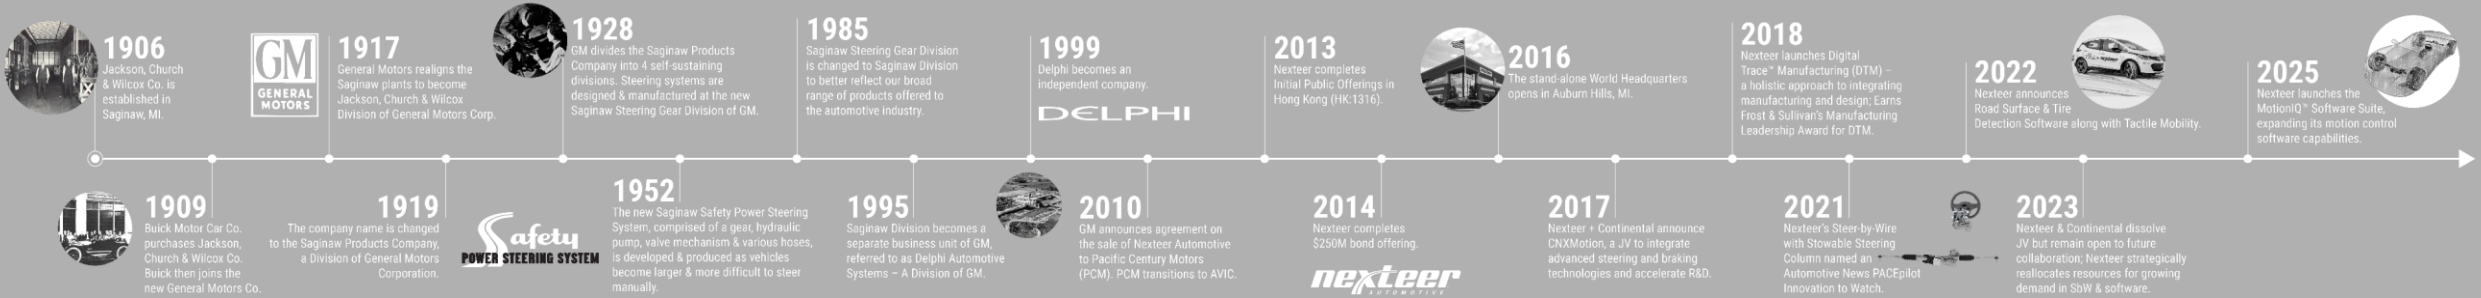 1906
Jackson, Church
& Wilcox Co. is
established in
Saginaw, MI.
1909
Buick Motor Car Co.
purchases Jackson,
Church & Wilcox Co.
Buick then joins the
new General Motors Co.
GM
GENERAL
MOTORS
1917
General Motors realigns the
Saginaw plants to become
Jackson, Church & Wilcox
Division of General Motors Corp.
1919
The company name is changed
to the Saginaw Products Company,
a Division of General Motors
Corporation.
1928
GM divides the Saginaw Products
Company into 4 self-sustaining
divisions. Steering systems are
designed & manufactured at the new
Saginaw Steering Gear Division of GM.
Safety
POWER STEERING SYSTEM
1952
The new Saginaw Safety Power Steering
System, comprised of a gear, hydraulic
pump, valve mechanism & various hoses,
is developed & produced as vehicles
become larger & more difficult to steer
manually.
1985
Saginaw Steering Gear Division
is changed to Saginaw Division
to better reflect our broad
range of products offered to
the automotive industry.
1995
Saginaw Division becomes a
separate business unit of GM,
referred to as Delphi Automotive
Systems – A Division of GM.
1999
Delphi becomes an
independent company.
DELPHI
2010
GM announces agreement on
the sale of Nexteer Automotive
to Pacific Century Motors
(PCM). PCM transitions to AVIC.
2013
Nexteer completes
Initial Public Offerings in
Hong Kong (HK:1316).
2014
Nexteer completes
$250M bond offering.
nexteer
AUTOMOTIVE
2016
The stand-alone World Headquarters
opens in Auburn Hills, MI.
2017
Nexteer + Continental announce
CNXMotion, a JV to integrate
advanced steering and braking
technologies and accelerate R&D.
2018
Nexteer launches Digital
Trace™ Manufacturing (DTM) –
a holistic approach to integrating
manufacturing and design; Earns
Frost & Sullivan's Manufacturing
Leadership Award for DTM.
2021
Nexteer's Steer-by-Wire
with Stowable Steering
Column named an
Automotive News PACEpilot
Innovation to Watch.
2022
Nexteer announces
Road Surface & Tire
Detection Software along with Tactile Mobility.
nexteer
2023
Nexteer & Continental dissolve
JV but remain open to future
collaboration; Nexteer strategically
reallocates resources for growing
demand in SbW & software.
2025
Nexteer launches the
MotionIQ™ Software Suite,
expanding its motion control
software capabilities.